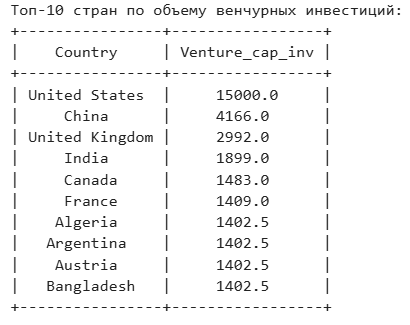 Топ-10 стран по объему венчурных инвестиций:
+----------------+-----------------+
|    Country     | Venture_cap_inv |
+----------------+-----------------+
| United States  |     15000.0     |
|     China      |      4166.0     |
| United Kingdom |      2992.0     |
|     India      |      1899.0     |
|     Canada     |      1483.0     |
|     France     |      1409.0     |
|    Algeria     |      1402.5     |
|   Argentina    |      1402.5     |
|    Austria     |      1402.5     |
|   Bangladesh   |      1402.5     |
+----------------+-----------------+